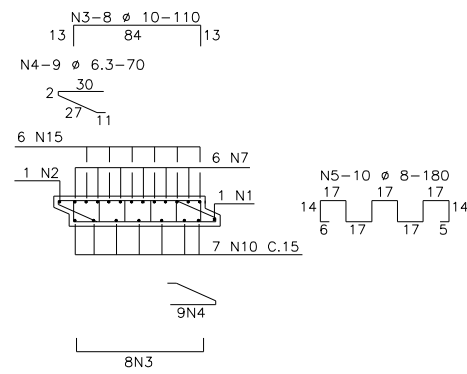 N3-8 ø 10-110
13 84 13
N4-9 ø 6.3-70
30
2
27
11
6 N15
6 N7
1 N2
1 N1
7 N10 C.15
N5-10 ø 8-180
17 17 17
14 14
6 17 17 5
9N4
8N3